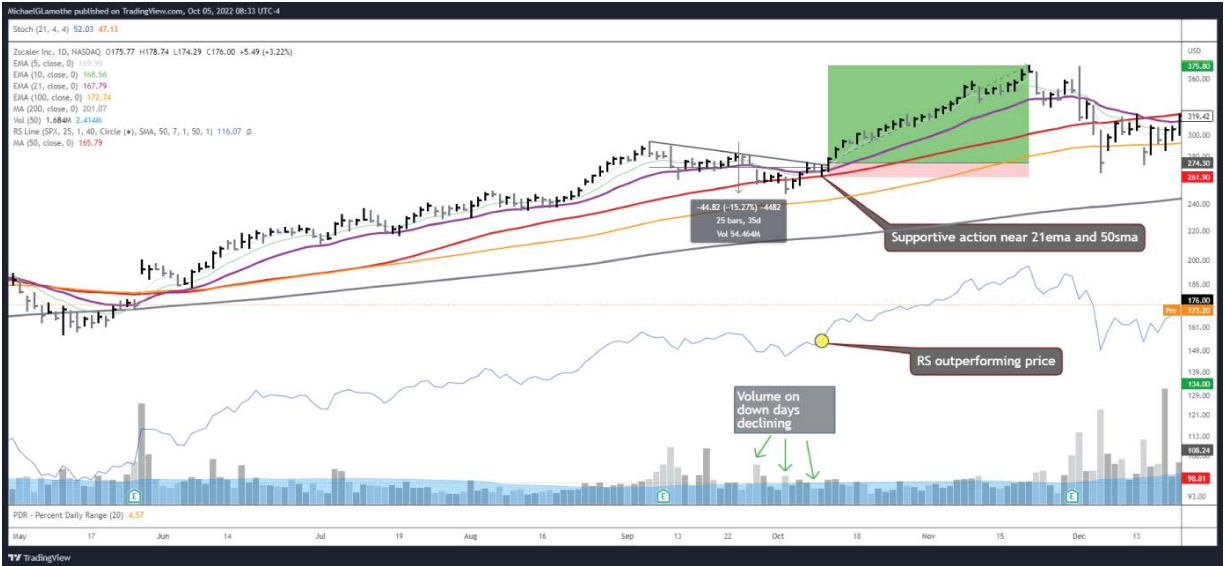 MichaelGLamothe published on TradingView.com, Oct 05, 2022 08:33 UTC-4
Stoch (21, 4, 4) 52.03 47.13
Zscaler Inc, 1D, NASDAQ O175.77 H178.74 L174.29 C176.00 +5.49 (+3.22%)
USD
EMA (5, close, 0)
EMA (10, close, 0) 168.56
EMA (21, close, 0) 167.79
EMA (100, close, 0) 172.74
MA (200, close, 0) 201.07
Vol (50) 1.684M 2.414M
RS Line (SPX, 25, 1, 40, Circle (●), SMA, 50, 7, 1, 50, 1) 116.07 ∅
MA (50, close, 0) 165.79
375.80
360.00
319.42
300.00
280.00
274.30
261.90
240.00
220.00
200.00
185.00
176.00
Pre 173.20
161.00
149.00
139.00
134.00
129.00
121.00
113.00
108.24
98.81
93.00
-44.82 (-15.27%) -4482
25 bars, 35d
Vol 54.464M
Supportive action near 21ema and 50sma
RS outperforming price
Volume on
down days
declining
E E E
PDR - Percent Daily Range (20) 4.57
May 17 Jun 14 Jul 19 Aug 16 Sep 13 22 Oct 18 Nov 15 Dec 13
TradingView